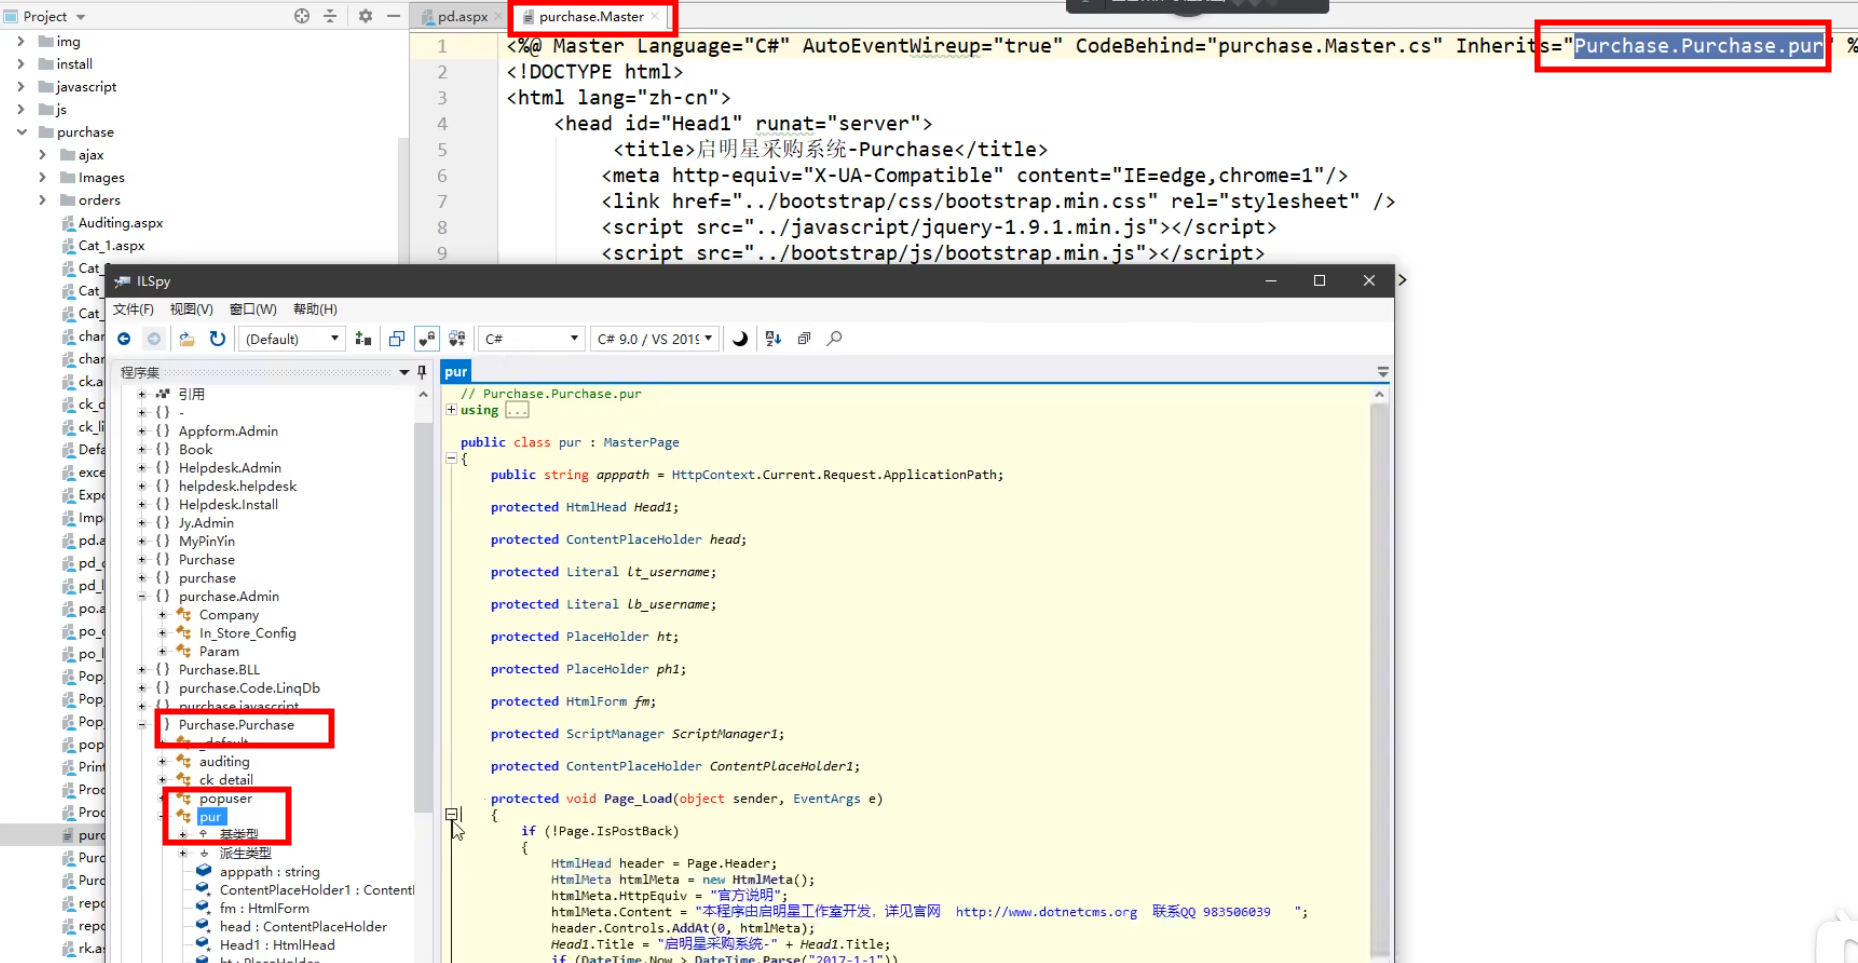 Project
pd.aspx
purchase.Master
img
install
javascript
js
purchase
ajax
Images
orders
Auditing.aspx
Cat_1.aspx
Cat_
Cat_
Cat_
char
char
ck.a
ck_d
ck_li
Defa
exce
Expo
Imp
pd.a
pd_
pd_l
po.a
po_
po_l
Pop_
Pop_
Pop_
pop
Print
Proc
Proc
purc
Purc
Purc
repo
repo
rk.as
1 <%@ Master Language="C#" AutoEventWireup="true" CodeBehind="purchase.Master.cs" Inherits="Purchase.Purchase.pur" %
2 <!DOCTYPE html>
3 <html lang="zh-cn">
4 <head id="Head1" runat="server">
5 <title>启明星采购系统-Purchase</title>
6 <meta http-equiv="X-UA-Compatible" content="IE=edge,chrome=1"/>
7 <link href="../bootstrap/css/bootstrap.min.css" rel="stylesheet" />
8 <script src="../javascript/jquery-1.9.1.min.js"></script>
9 <script src="../bootstrap/js/bootstrap.min.js"></script>
>
ILSpy
文件(F) 视图(V) 窗口(W) 帮助(H)
(Default) C# C# 9.0 / VS 2019
程序集
引用
{ } -
{ } Appform.Admin
{ } Book
{ } Helpdesk.Admin
{ } helpdesk.helpdesk
{ } Helpdesk.Install
{ } Jy.Admin
{ } MyPinYin
{ } Purchase
{ } purchase
{ } purchase.Admin
Company
In_Store_Config
Param
{ } Purchase.BLL
{ } purchase.Code.LinqDb
{ } purchase.javascript
} Purchase.Purchase
_default
auditing
ck_detail
popuser
pur
基类型
派生类型
apppath : string
ContentPlaceHolder1 : Content
fm : HtmlForm
head : ContentPlaceHolder
Head1 : HtmlHead
ht : PlaceHolder
pur
// Purchase.Purchase.pur
using ...
public class pur : MasterPage
{
public string apppath = HttpContext.Current.Request.ApplicationPath;
protected HtmlHead Head1;
protected ContentPlaceHolder head;
protected Literal lt_username;
protected Literal lb_username;
protected PlaceHolder ht;
protected PlaceHolder ph1;
protected HtmlForm fm;
protected ScriptManager ScriptManager1;
protected ContentPlaceHolder ContentPlaceHolder1;
protected void Page_Load(object sender, EventArgs e)
{
if (!Page.IsPostBack)
{
HtmlHead header = Page.Header;
HtmlMeta htmlMeta = new HtmlMeta();
htmlMeta.HttpEquiv = "官方说明";
htmlMeta.Content = "本程序由启明星工作室开发，详见官网 http://www.dotnetcms.org 联系QQ 983506039 ";
header.Controls.AddAt(0, htmlMeta);
Head1.Title = "启明星采购系统-" + Head1.Title;
if (DateTime.Now > DateTime.Parse("2017-1-1"))